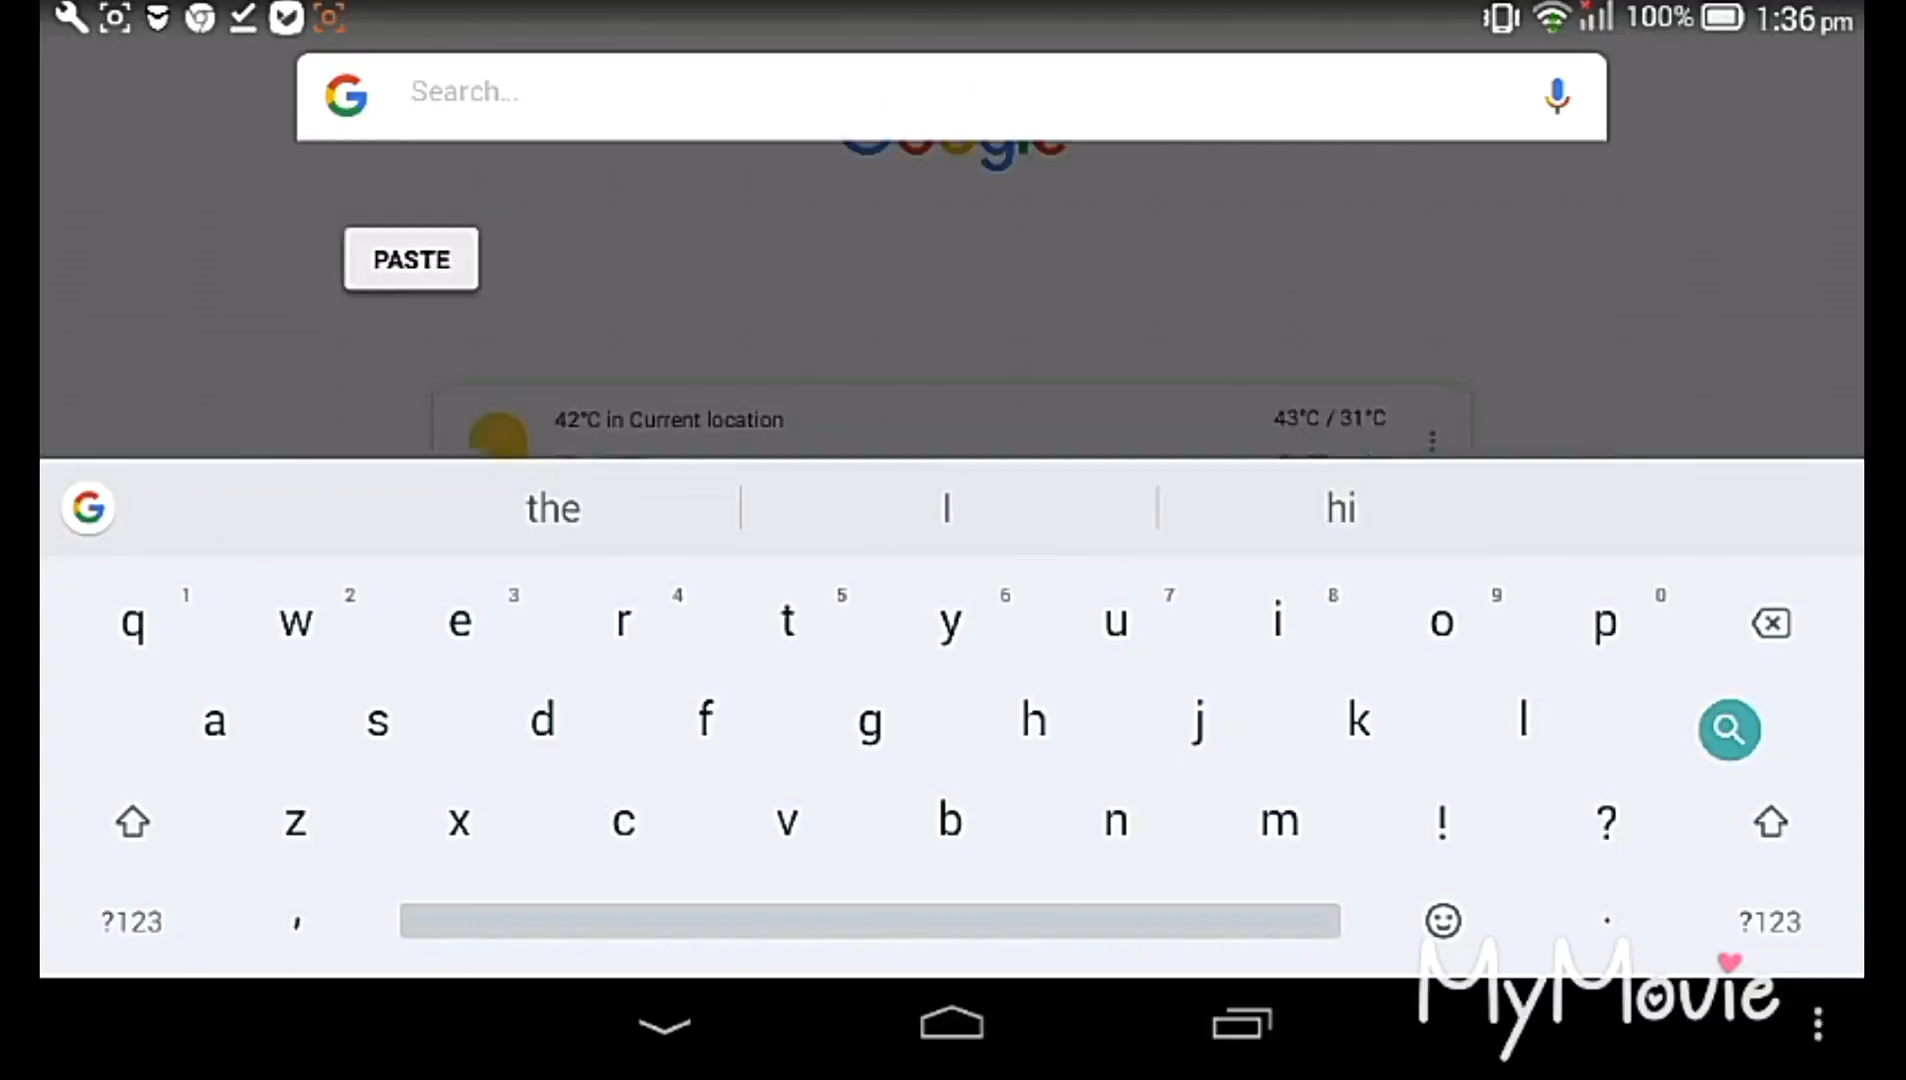 100% 1:36 pm
Search...
Google
PASTE
42°C in Current location 43°C / 31°C
the I hi
q 1 w 2 e 3 r 4 t 5 y 6 u 7 i 8 o 9 p 0
a s d f g h j k l
z x c v b n m ! ?
?123 , . ?123
MyMovie